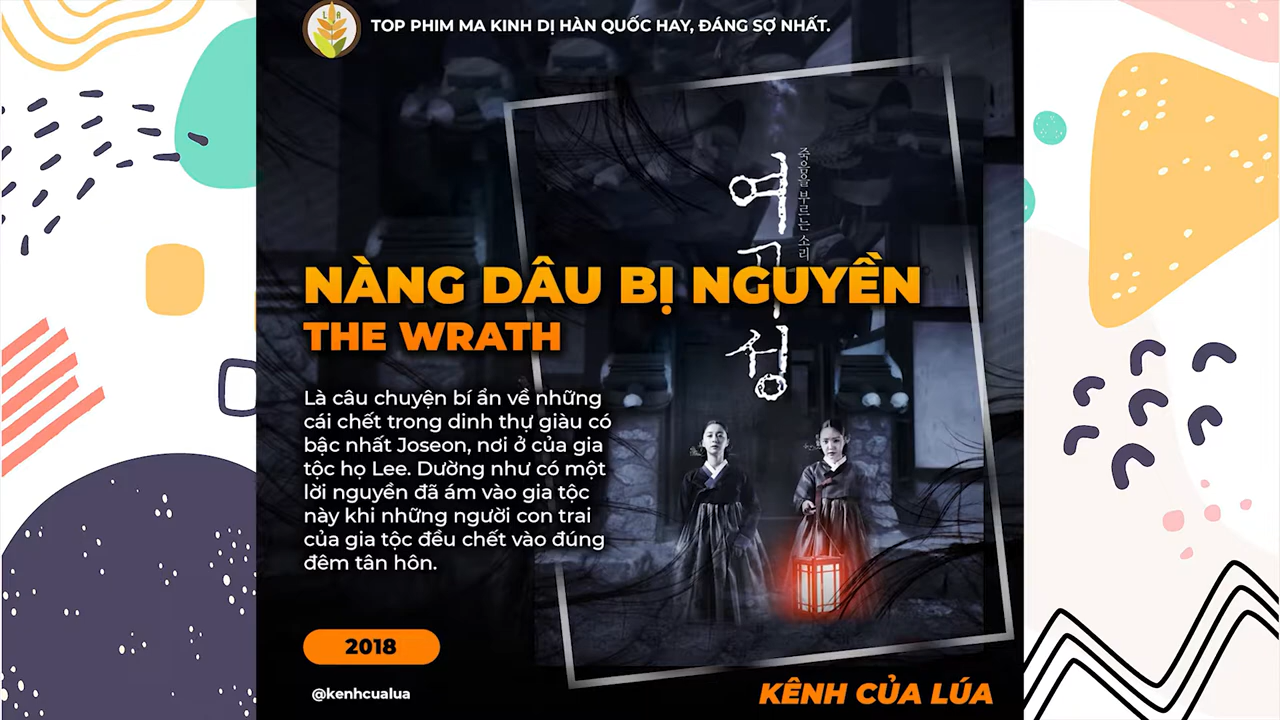 L A
TOP PHIM MA KINH DỊ HÀN QUỐC HAY, ĐÁNG SỢ NHẤT.
여곡성
죽음을 부르는 소리
NÀNG DÂU BỊ NGUYỀN
THE WRATH
Là câu chuyện bí ẩn về những
cái chết trong dinh thự giàu có
bậc nhất Joseon, nơi ở của gia
tộc họ Lee. Dường như có một
lời nguyền đã ám vào gia tộc
này khi những người con trai
của gia tộc đều chết vào đúng
đêm tân hôn.
2018
@kenhcualua
KÊNH CỦA LÚA